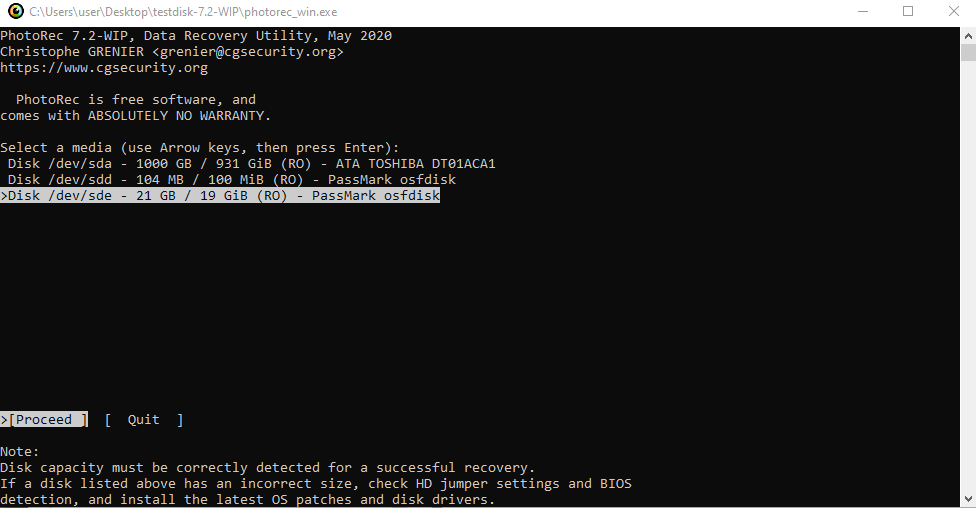 C:\Users\user\Desktop\testdisk-7.2-WIP\photorec_win.exe
PhotoRec 7.2-WIP, Data Recovery Utility, May 2020
Christophe GRENIER <grenier@cgsecurity.org>
https://www.cgsecurity.org
PhotoRec is free software, and
comes with ABSOLUTELY NO WARRANTY.
Select a media (use Arrow keys, then press Enter):
Disk /dev/sda - 1000 GB / 931 GiB (RO) - ATA TOSHIBA DT01ACA1
Disk /dev/sdd - 104 MB / 100 MiB (RO) - PassMark osfdisk
>Disk /dev/sde - 21 GB / 19 GiB (RO) - PassMark osfdisk
>[Proceed ]  [  Quit  ]
Note:
Disk capacity must be correctly detected for a successful recovery.
If a disk listed above has an incorrect size, check HD jumper settings and BIOS
detection, and install the latest OS patches and disk drivers.